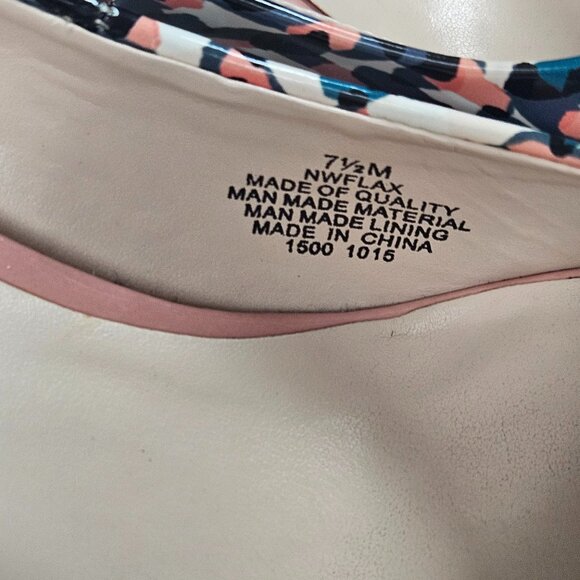 7½M
NWFLAX
MADE OF QUALITY
MAN MADE MATERIAL
MAN MADE LINING
MADE IN CHINA
1500 1015